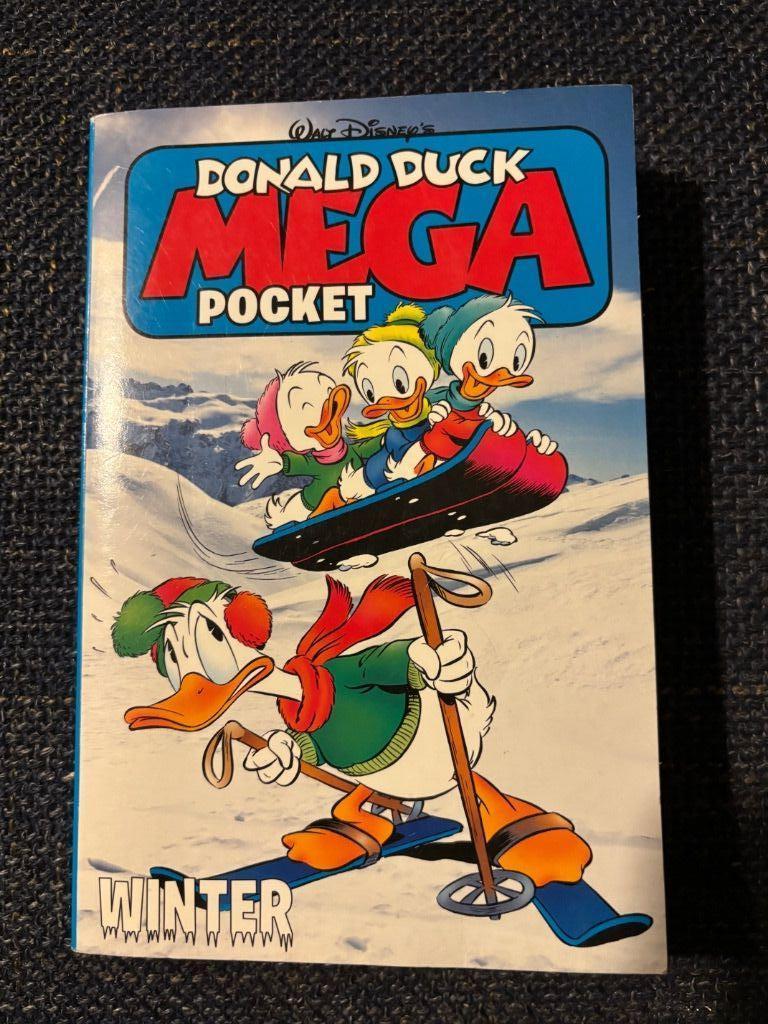 WALT DISNEY'S
DONALD DUCK
MEGA
POCKET
WINTER